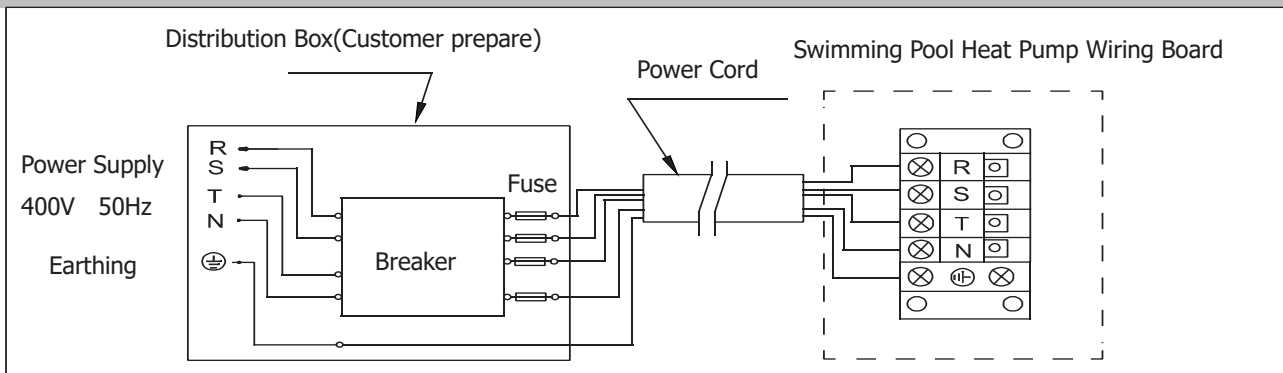 Distribution Box(Customer prepare)
Swimming Pool Heat Pump Wiring Board
Power Cord
Power Supply
400V 50Hz
Earthing
R
S
T
N
Breaker
Fuse
R
S
T
N